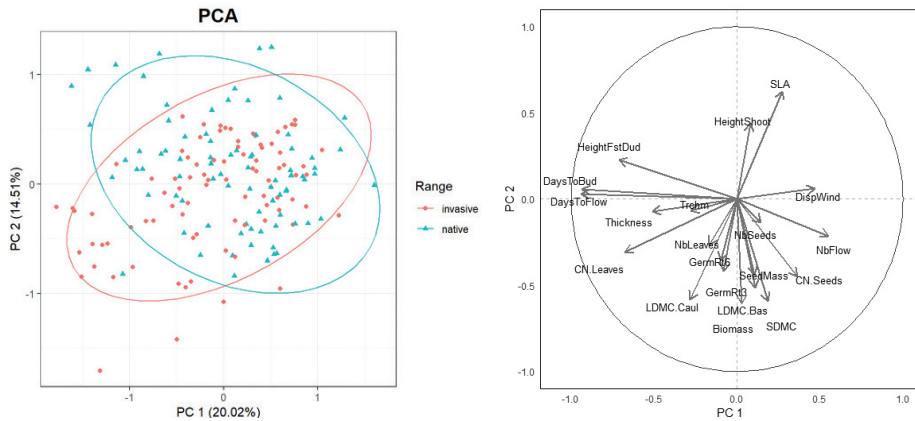 PCA
1
0
-1
-1
0
1
PC 1 (20.02%)
PC 2 (14.51%)
Range
invasive
native
1.0
0.5
0.0
-0.5
-1.0
-1.0
-0.5
0.0
0.5
1.0
PC 1
PC 2
SLA
HeightShoot
HeightFstDud
DaysToBud
DispWind
DaysToFlow
Trchm
Thickness
NbSeeds
NbLeaves
NbFlow
CN.Leaves
GermRt6
SeedMass
CN.Seeds
GermRt3
LDMC.Caul
LDMC.Bas
Biomass
SDMC